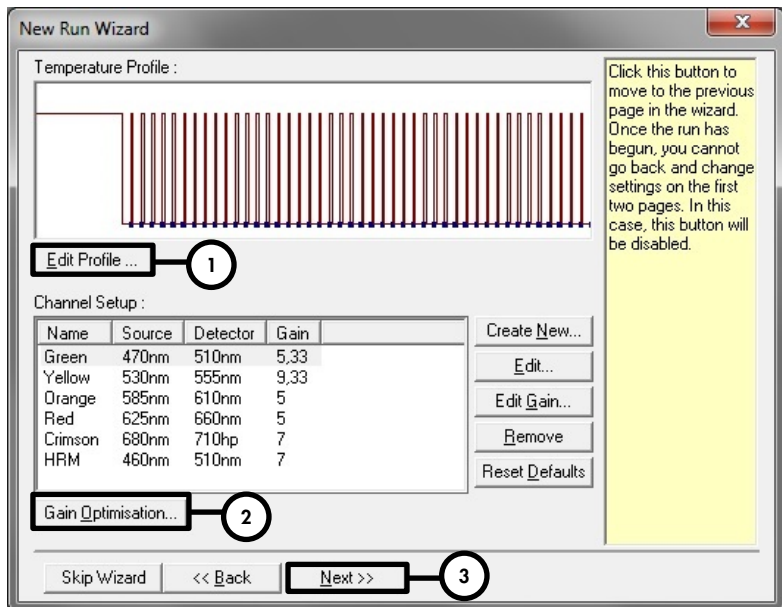 New Run Wizard
Temperature Profile :
Edit Profile ...
1
Channel Setup :
Name Source Detector Gain
Green 470nm 510nm 5,33
Yellow 530nm 555nm 9,33
Orange 585nm 610nm 5
Red 625nm 660nm 5
Crimson 680nm 710hp 7
HRM 460nm 510nm 7
Create New...
Edit...
Edit Gain...
Remove
Reset Defaults
Gain Optimisation...
2
Skip Wizard
<< Back
Next >>
3
Click this button to
move to the previous
page in the wizard.
Once the run has
begun, you cannot
go back and change
settings on the first
two pages. In this
case, this button will
be disabled.